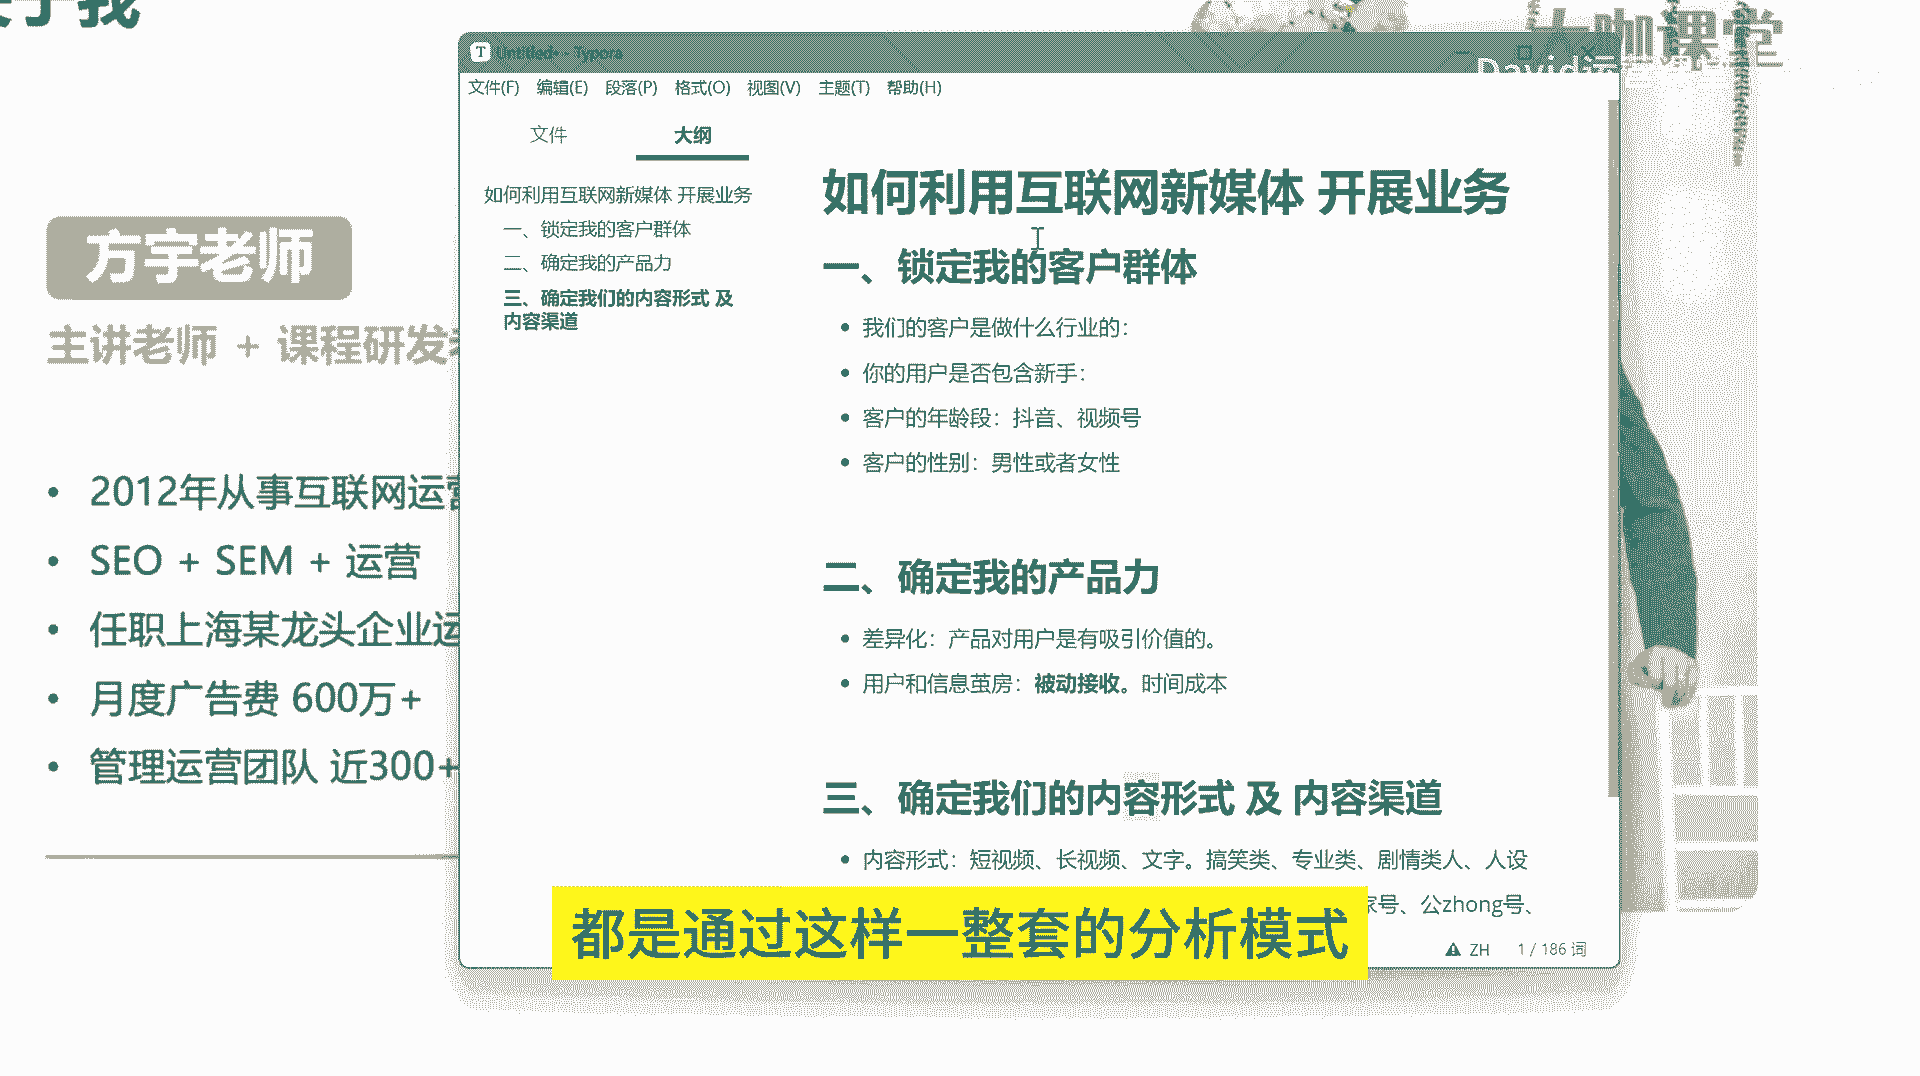 关于我
大咖课堂
方宇老师
主讲老师 + 课程研发
2012年从事互联网运营
SEO + SEM + 运营
任职上海某龙头企业运
月度广告费 600万+
管理运营团队 近300+
Untitled• - Typora
文件(F) 编辑(E) 段落(P) 格式(O) 视图(V) 主题(T) 帮助(H)
文件 大纲
如何利用互联网新媒体 开展业务
一、锁定我的客户群体
二、确定我的产品力
三、确定我们的内容形式 及
内容渠道
如何利用互联网新媒体 开展业务
一、锁定我的客户群体
我们的客户是做什么行业的：
你的用户是否包含新手：
客户的年龄段：抖音、视频号
客户的性别：男性或者女性
二、确定我的产品力
差异化：产品对用户是有吸引价值的。
用户和信息茧房：被动接收。时间成本
三、确定我们的内容形式 及 内容渠道
内容形式：短视频、长视频、文字。搞笑类、专业类、剧情类人、人设
家号、公zhong号、
都是通过这样一整套的分析模式
ZH 1 / 186 词